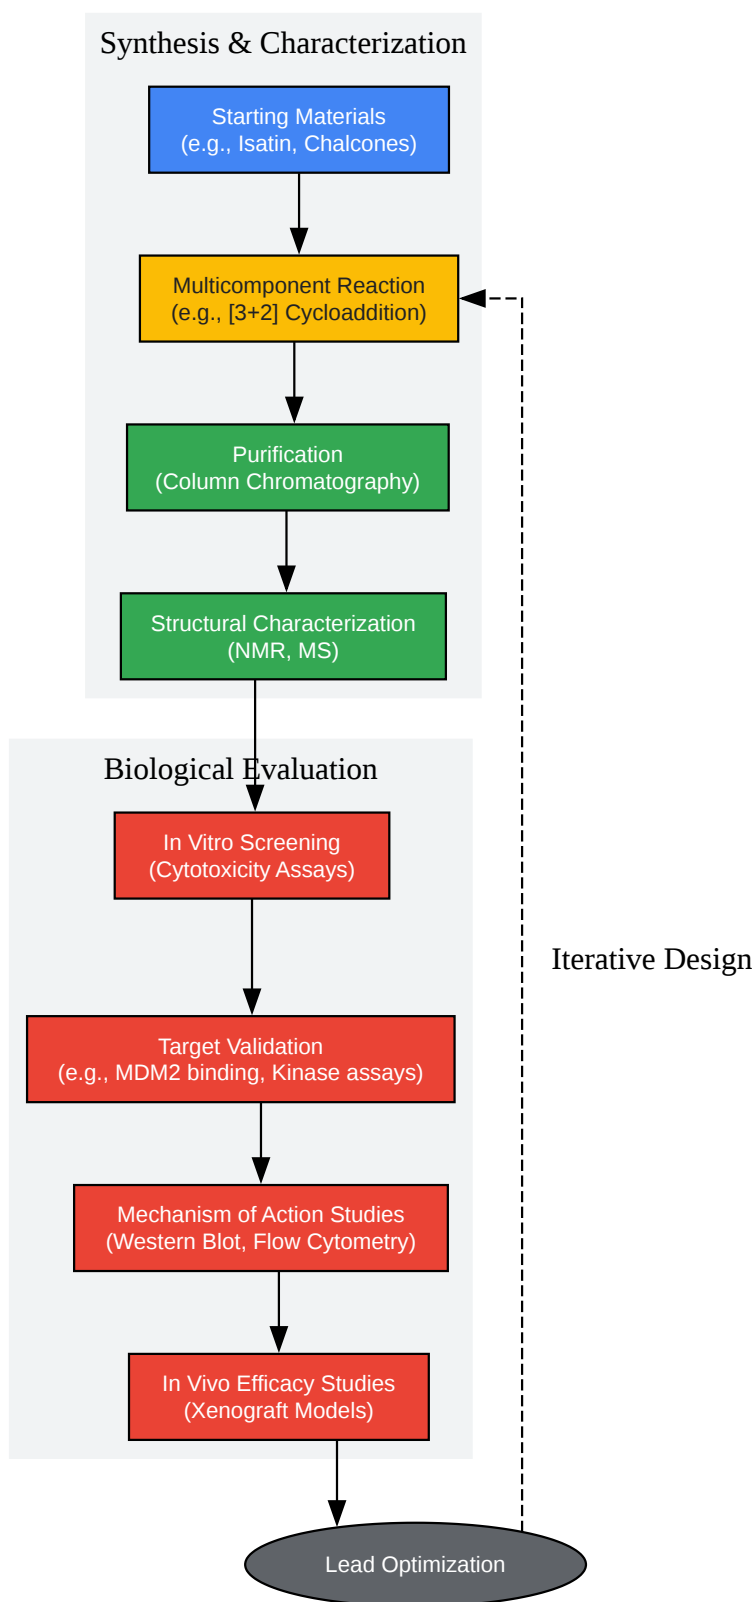 Synthesis & Characterization
Starting Materials
(e.g., Isatin, Chalcones)
Multicomponent Reaction
(e.g., [3+2] Cycloaddition)
Purification
(Column Chromatography)
Structural Characterization
(NMR, MS)
Biological Evaluation
In Vitro Screening
(Cytotoxicity Assays)
Iterative Design
Target Validation
(e.g., MDM2 binding, Kinase assays)
Mechanism of Action Studies
(Western Blot, Flow Cytometry)
In Vivo Efficacy Studies
(Xenograft Models)
Lead Optimization